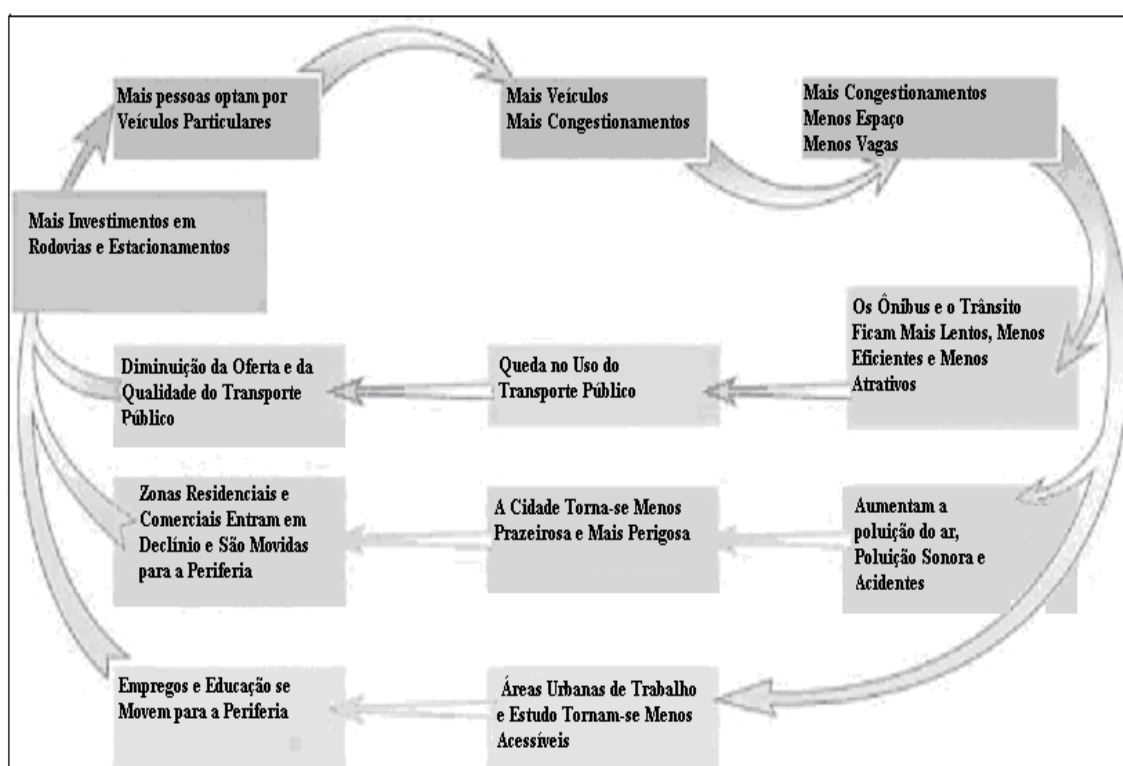 Mais pessoas optam por
Veículos Particulares
Mais Veículos
Mais Congestionamentos
Mais Congestionamentos
Menos Espaço
Menos Vagas
Mais Investimentos em
Rodovias e Estacionamentos
Os Ônibus e o Trânsito
Ficam Mais Lentos, Menos
Eficientes e Menos
Atrativos
Queda no Uso do
Transporte Público
Diminuição da Oferta e da
Qualidade do Transporte
Público
Zonas Residenciais e
Comerciais Entram em
Declínio e São Movidas
para a Periferia
A Cidade Torna-se Menos
Prazeirosa e Mais Perigosa
Aumentam a
poluição do ar,
Poluição Sonora e
Acidentes
Empregos e Educação se
Movem para a Periferia
Áreas Urbanas de Trabalho
e Estudo Tornam-se Menos
Acessíveis